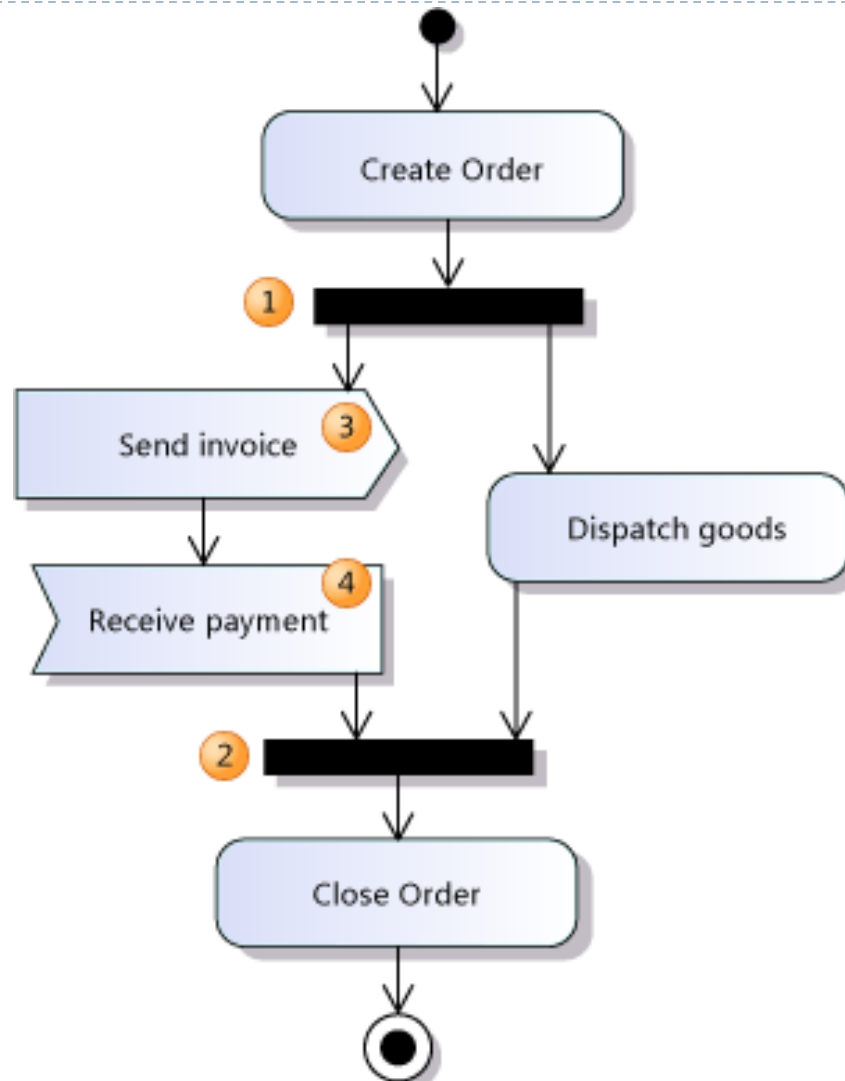 Create Order
1
3
Send invoice
Dispatch goods
4
Receive payment
2
Close Order